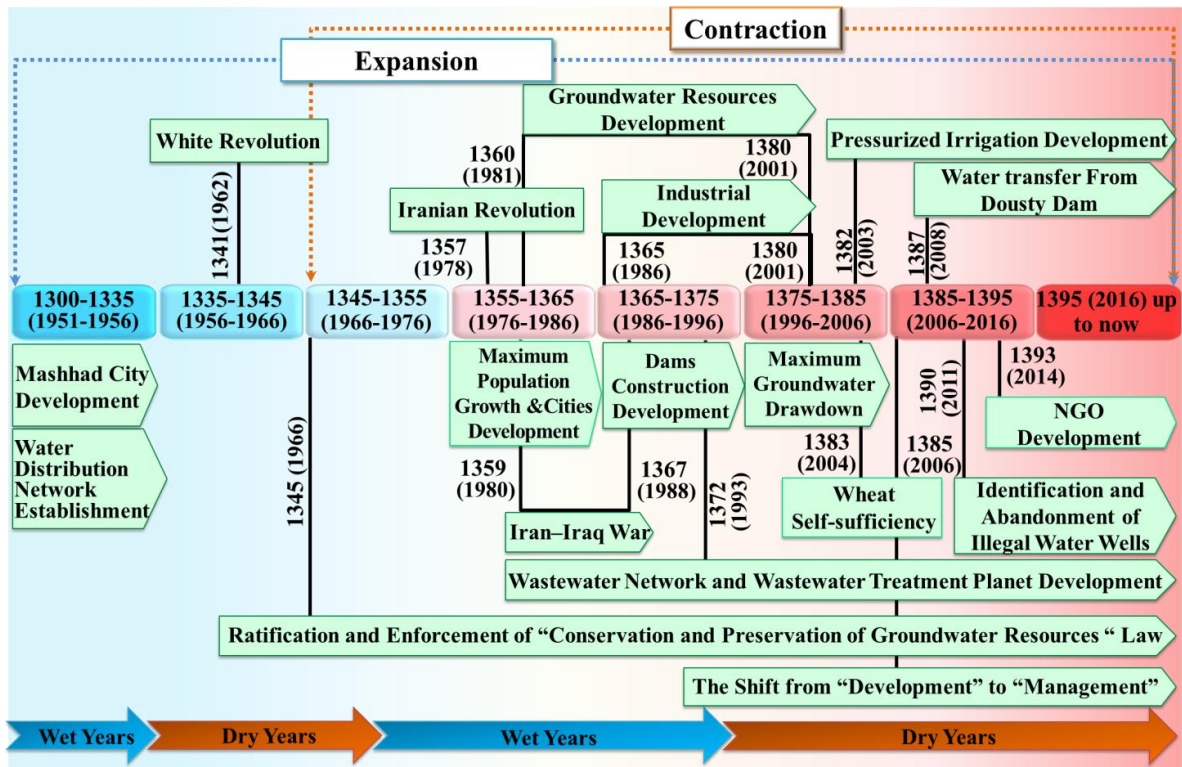 Contraction
Expansion
Groundwater Resources
Development
White Revolution
Pressurized Irrigation Development
1360
(1981)
1380
(2001)
Water transfer From
Dousty Dam
Industrial
Development
Iranian Revolution
1341(1962)
1357
(1978)
1365
(1986)
1380
(2001)
1382
(2003)
1387
(2008)
1300-1335
(1951-1956)
1335-1345
(1956-1966)
1345-1355
(1966-1976)
1355-1365
(1976-1986)
1365-1375
(1986-1996)
1375-1385
(1996-2006)
1385-1395
(2006-2016)
1395 (2016) up
to now
Mashhad City
Development
Maximum
Population
Growth &Cities
Development
Dams
Construction
Development
Maximum
Groundwater
Drawdown
1390
(2011)
1393
(2014)
NGO
Development
Water
Distribution
Network
Establishment
1345 (1966)
1359
(1980)
1367
(1988)
1372
(1993)
1383
(2004)
1385
(2006)
Wheat
Self-sufficiency
Identification and
Abandonment of
Illegal Water Wells
Iran–Iraq War
Wastewater Network and Wastewater Treatment Planet Development
Ratification and Enforcement of “Conservation and Preservation of Groundwater Resources “ Law
The Shift from “Development” to “Management”
Wet Years
Dry Years
Wet Years
Dry Years